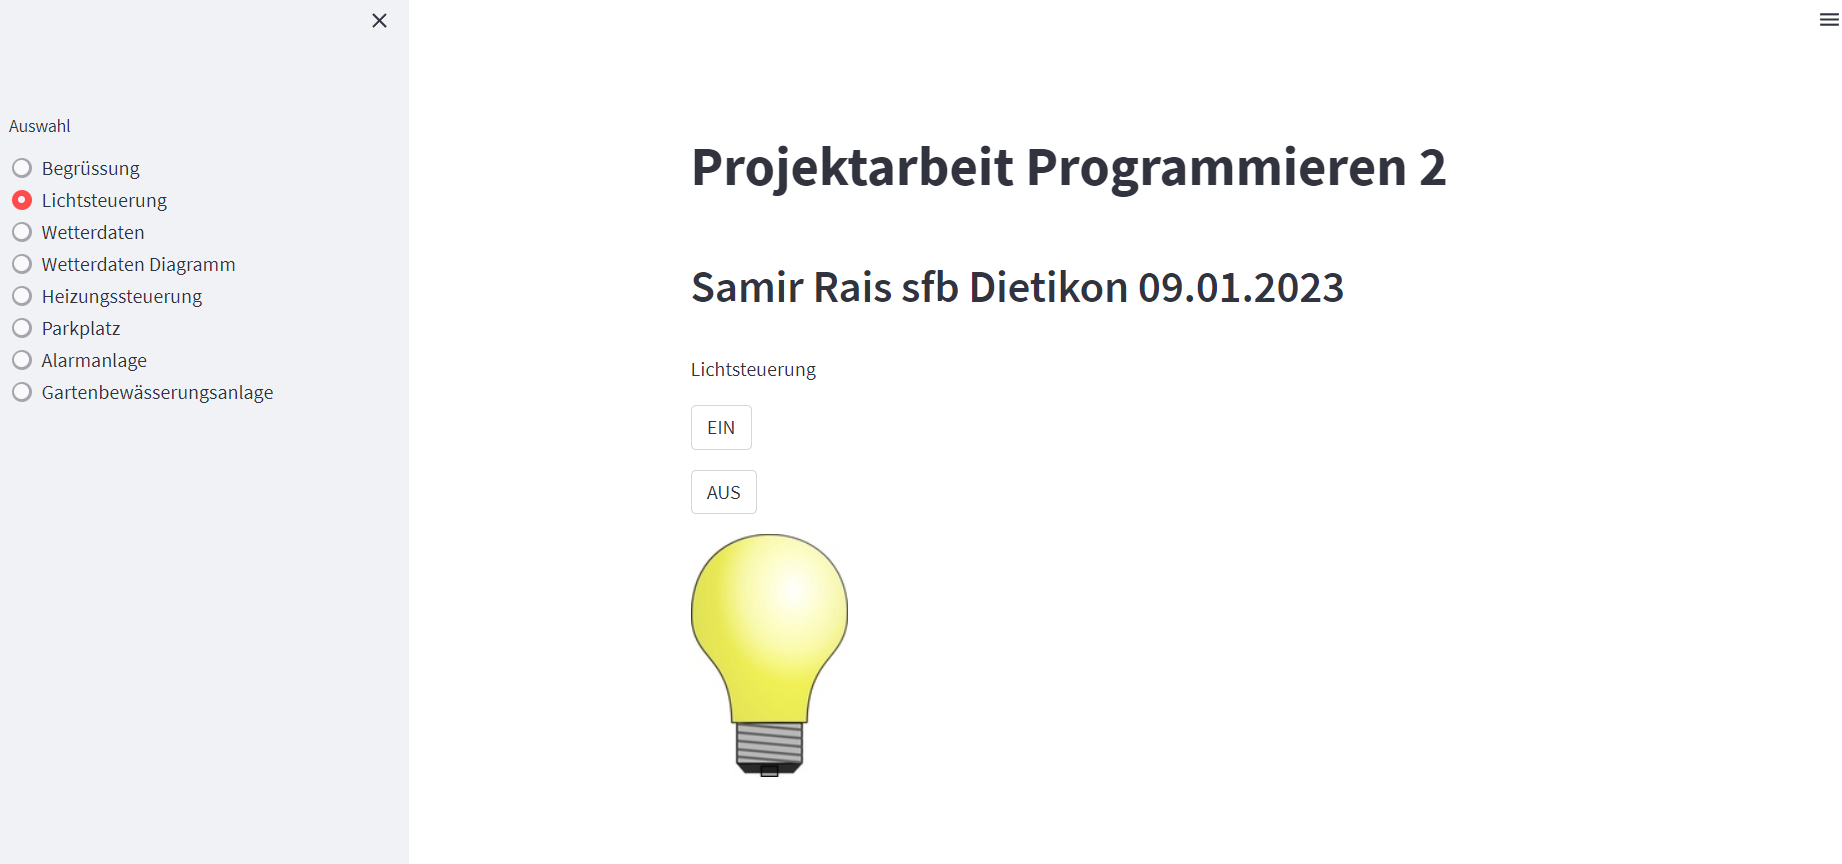 Auswahl
Begrüssung
Lichtsteuerung
Wetterdaten
Wetterdaten Diagramm
Heizungssteuerung
Parkplatz
Alarmanlage
Gartenbewässerungsanlage
Projektarbeit Programmieren 2
Samir Rais sfb Dietikon 09.01.2023
Lichtsteuerung
EIN
AUS